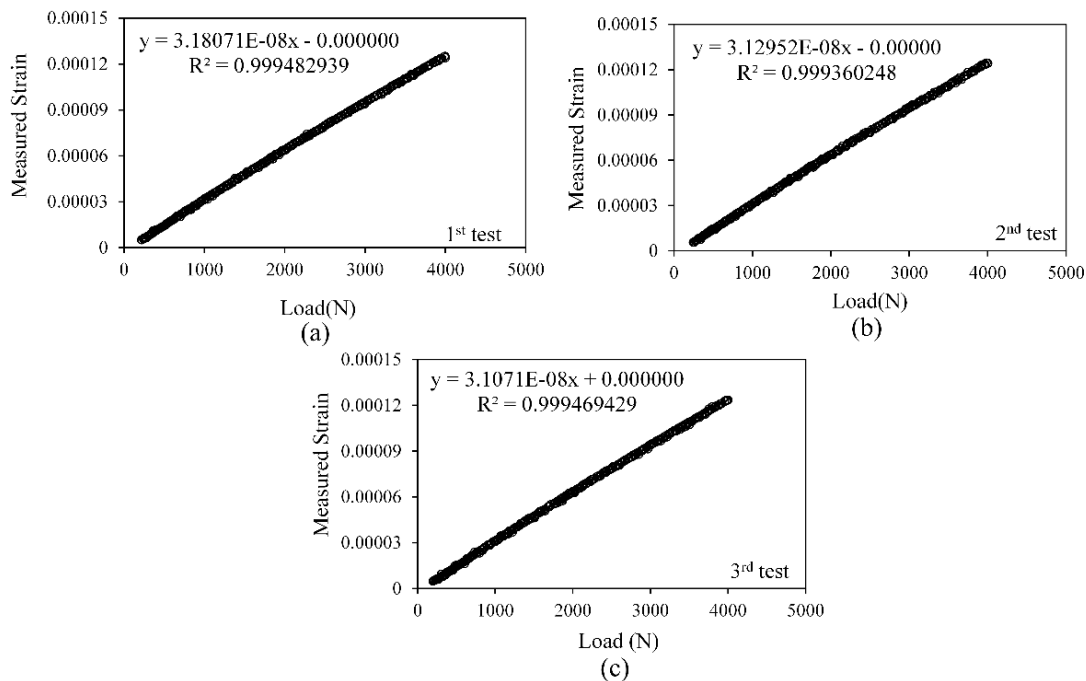 0.00015
0.00012
0.00009
0.00006
0.00003
0
Measured Strain
y = 3.18071E-08x - 0.000000
R² = 0.999482939
1st test
0 1000 2000 3000 4000 5000
Load(N)
(a)
0.00015
0.00012
0.00009
0.00006
0.00003
0
Measured Strain
y = 3.12952E-08x - 0.00000
R² = 0.999360248
2nd test
0 1000 2000 3000 4000 5000
Load(N)
(b)
0.00015
0.00012
0.00009
0.00006
0.00003
0
Measured Strain
y = 3.1071E-08x + 0.000000
R² = 0.999469429
3rd test
0 1000 2000 3000 4000 5000
Load (N)
(c)